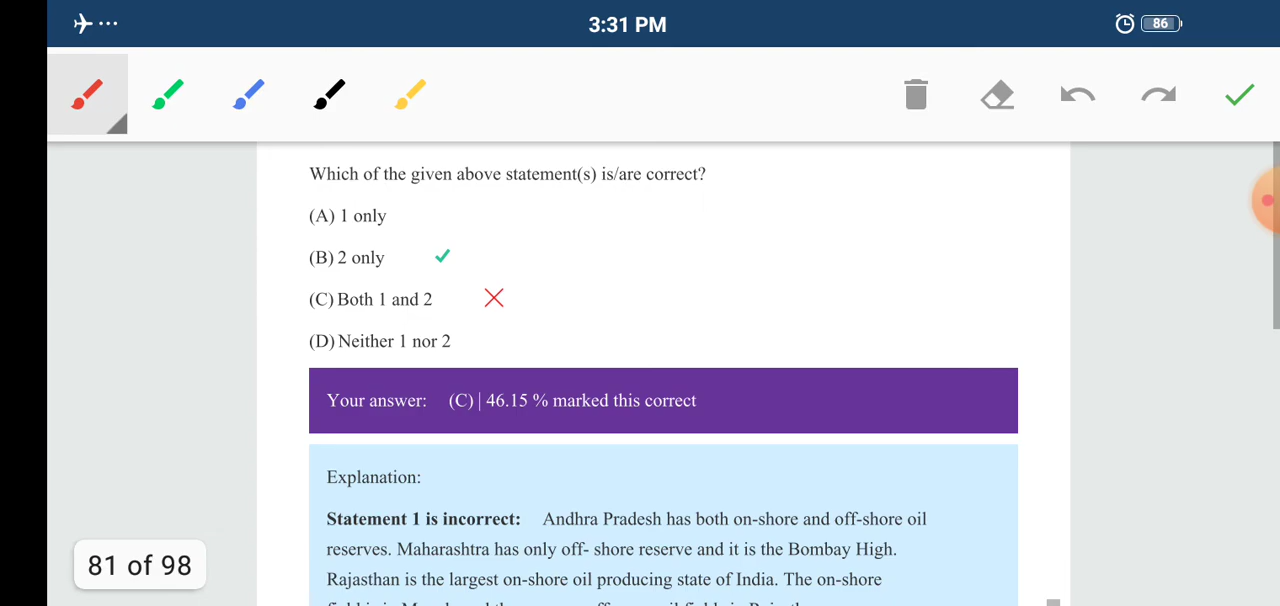 3:31 PM
86
Which of the given above statement(s) is/are correct?
(A) 1 only
(B) 2 only
(C) Both 1 and 2
(D) Neither 1 nor 2
Your answer: (C) | 46.15 % marked this correct
Explanation:
Statement 1 is incorrect: Andhra Pradesh has both on-shore and off-shore oil
reserves. Maharashtra has only off- shore reserve and it is the Bombay High.
Rajasthan is the largest on-shore oil producing state of India. The on-shore
81 of 98